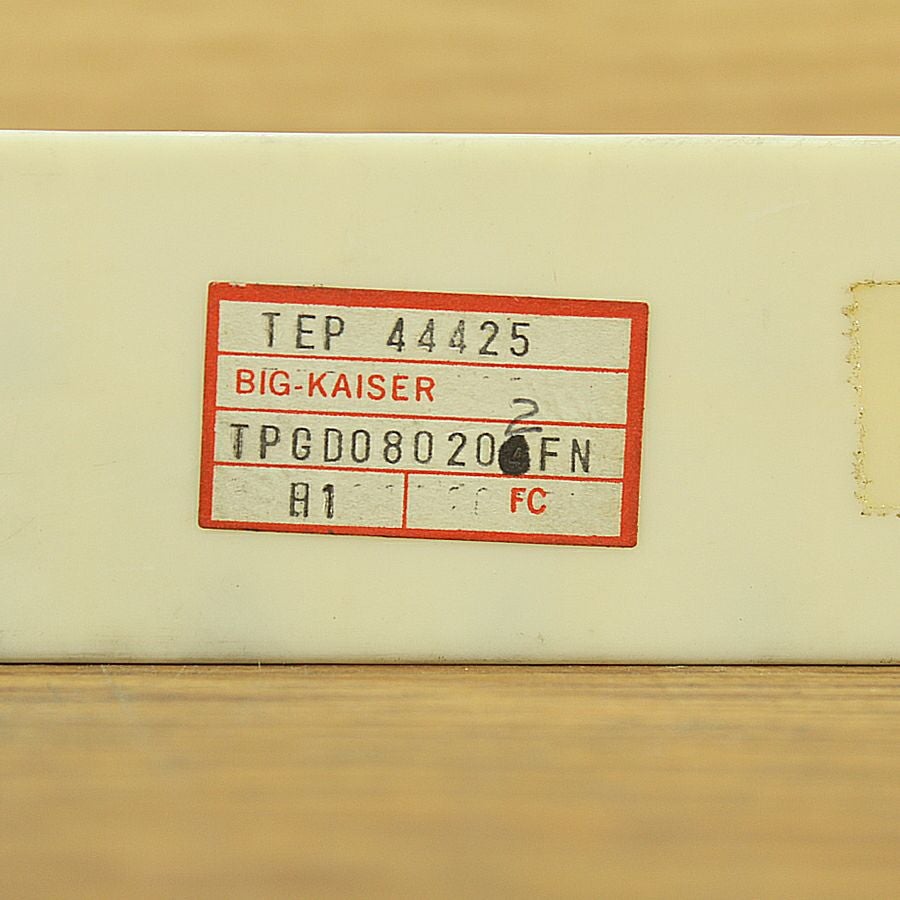 TEP 44425
BIG-KAISER
2
TPGD08020 FN
H1 FC